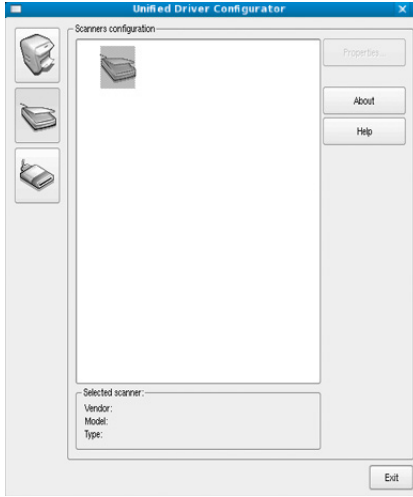 Unified Driver Configurator
Scanners configuration
Properties...
About
Help
Selected scanner:
Vendor:
Model:
Type:
Exit